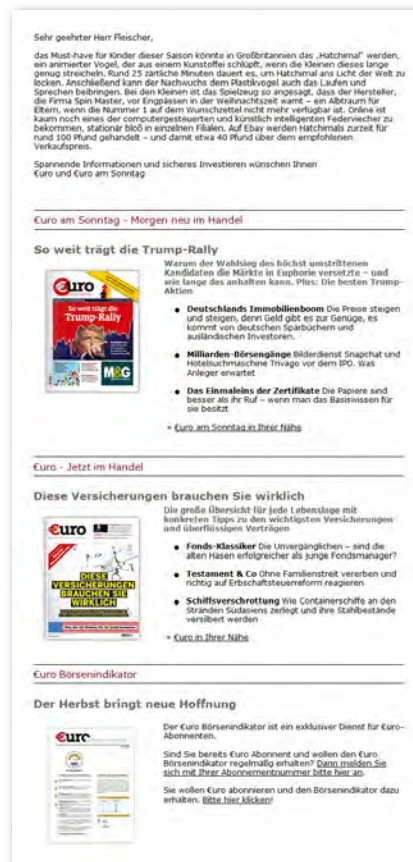 Sehr geehrter Herr Fleischer,
das Must-have für Kinder dieser Saison könnte in Großbritannien das „Hatchimal“ werden,
ein animierter Vogel, der aus einem Kunstoffei schlüpft, wenn die Kleinen dieses lange
genug streicheln. Rund 25 zärtliche Minuten dauert es, um Hatchimal ans Licht der Welt zu
locken. Anschließend kann der Nachwuchs dem Plastikvogel auch das Laufen und
Sprechen beibringen. Bei den Kleinen ist das Spielzeug so angesagt, dass der Hersteller,
die Firma Spin Master, vor Engpässen in der Weihnachtszeit warnt – ein Albtraum für
Eltern, wenn die Nummer 1 auf dem Wunschzettel nicht mehr verfügbar ist. Online ist
kaum noch eines der computergesteuerten und künstlich intelligenten Federviecher zu
bekommen, stationär bloß in einzelnen Filialen. Auf Ebay werden Hatchimals zurzeit für
rund 100 Pfund gehandelt – und damit etwa 40 Pfund über dem empfohlenen
Verkaufspreis.
Spannende Informationen und sicheres Investieren wünschen Ihnen
€uro und €uro am Sonntag
€uro am Sonntag - Morgen neu im Handel
So weit trägt die Trump-Rally
€uro
So weit trägt die
Trump-Rally
M&G
Warum der Wahlsieg des höchst umstrittenen
Kandidaten die Märkte in Euphorie versetzte – und
wie lange das anhalten kann. Plus: Die besten Trump-
Aktien
• Deutschlands Immobilienboom Die Preise steigen
und steigen, denn Geld gibt es zur Genüge, es
kommt von deutschen Sparbüchern und
ausländischen Investoren.
• Milliarden-Börsengänge Bilderdienst Snapchat und
Hotelsuchmaschine Trivago vor dem IPO. Was
Anleger erwartet
• Das Einmaleins der Zertifikate Die Papiere sind
besser als ihr Ruf – wenn man das Basiswissen für
sie besitzt
» €uro am Sonntag in Ihrer Nähe
€uro - Jetzt im Handel
Diese Versicherungen brauchen Sie wirklich
€uro
DIESE
VERSICHERUNGEN
BRAUCHEN SIE
WIRKLICH
Die große Übersicht für jede Lebenslage mit
konkreten Tipps zu den wichtigsten Versicherungen
und überflüssigen Verträgen
• Fonds-Klassiker Die Unvergänglichen – sind die
alten Hasen erfolgreicher als junge Fondsmanager?
• Testament & Co Ohne Familienstreit vererben und
richtig auf Erbschaftsteuerreform reagieren
• Schiffsverschrottung Wie Containerschiffe an den
Stränden Südasiens zerlegt und ihre Stahlbestände
versilbert werden
» €uro in Ihrer Nähe
€uro Börsenindikator
Der Herbst bringt neue Hoffnung
€uro
Der €uro Börsenindikator ist ein exklusiver Dienst für €uro-
Abonnenten.
Sind Sie bereits €uro Abonnent und wollen den €uro
Börsenindikator regelmäßig erhalten? Dann melden Sie
sich mit Ihrer Abonnementnummer bitte hier an.
Sie wollen €uro abonnieren und den Börsenindikator dazu
erhalten. Bitte hier klicken!